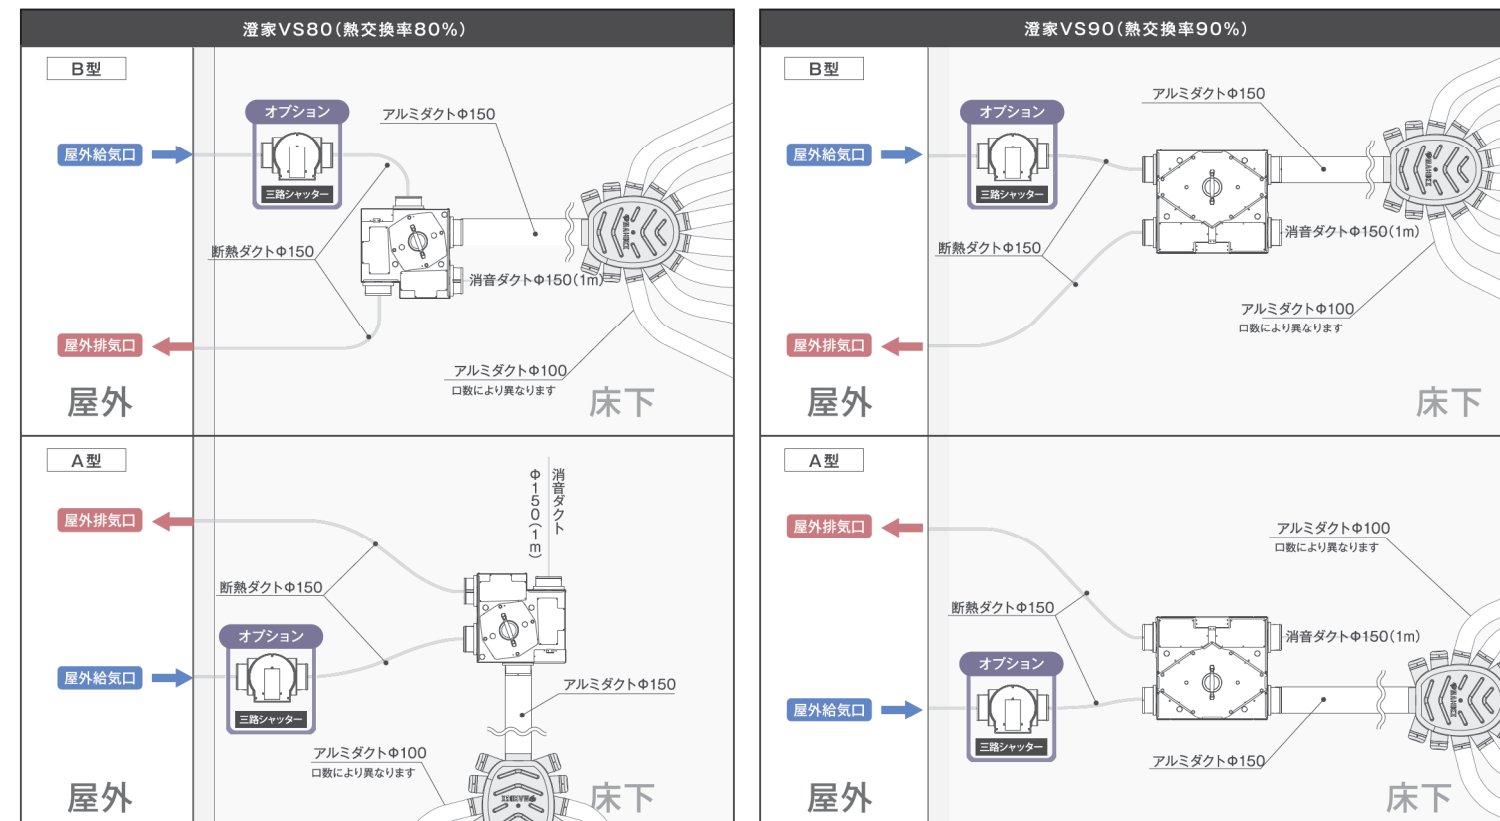 澄家VS80(熱交換率80%)
B型
オプション
アルミダクトΦ150
屋外給気口
三路シャッター
断熱ダクトΦ150
消音ダクトΦ150(1m)
屋外排気口
アルミダクトΦ100
口数により異なります
屋外
床下
澄家VS90(熱交換率90%)
B型
アルミダクトΦ150
オプション
屋外給気口
三路シャッター
消音ダクトΦ150(1m)
断熱ダクトΦ150
アルミダクトΦ100
口数により異なります
屋外排気口
屋外
床下
A型
消音ダクト
Φ150(1m)
屋外排気口
断熱ダクトΦ150
オプション
屋外給気口
アルミダクトΦ150
三路シャッター
アルミダクトΦ100
口数により異なります
屋外
床下
A型
屋外排気口
アルミダクトΦ100
口数により異なります
断熱ダクトΦ150
消音ダクトΦ150(1m)
オプション
屋外給気口
三路シャッター
アルミダクトΦ150
屋外
床下